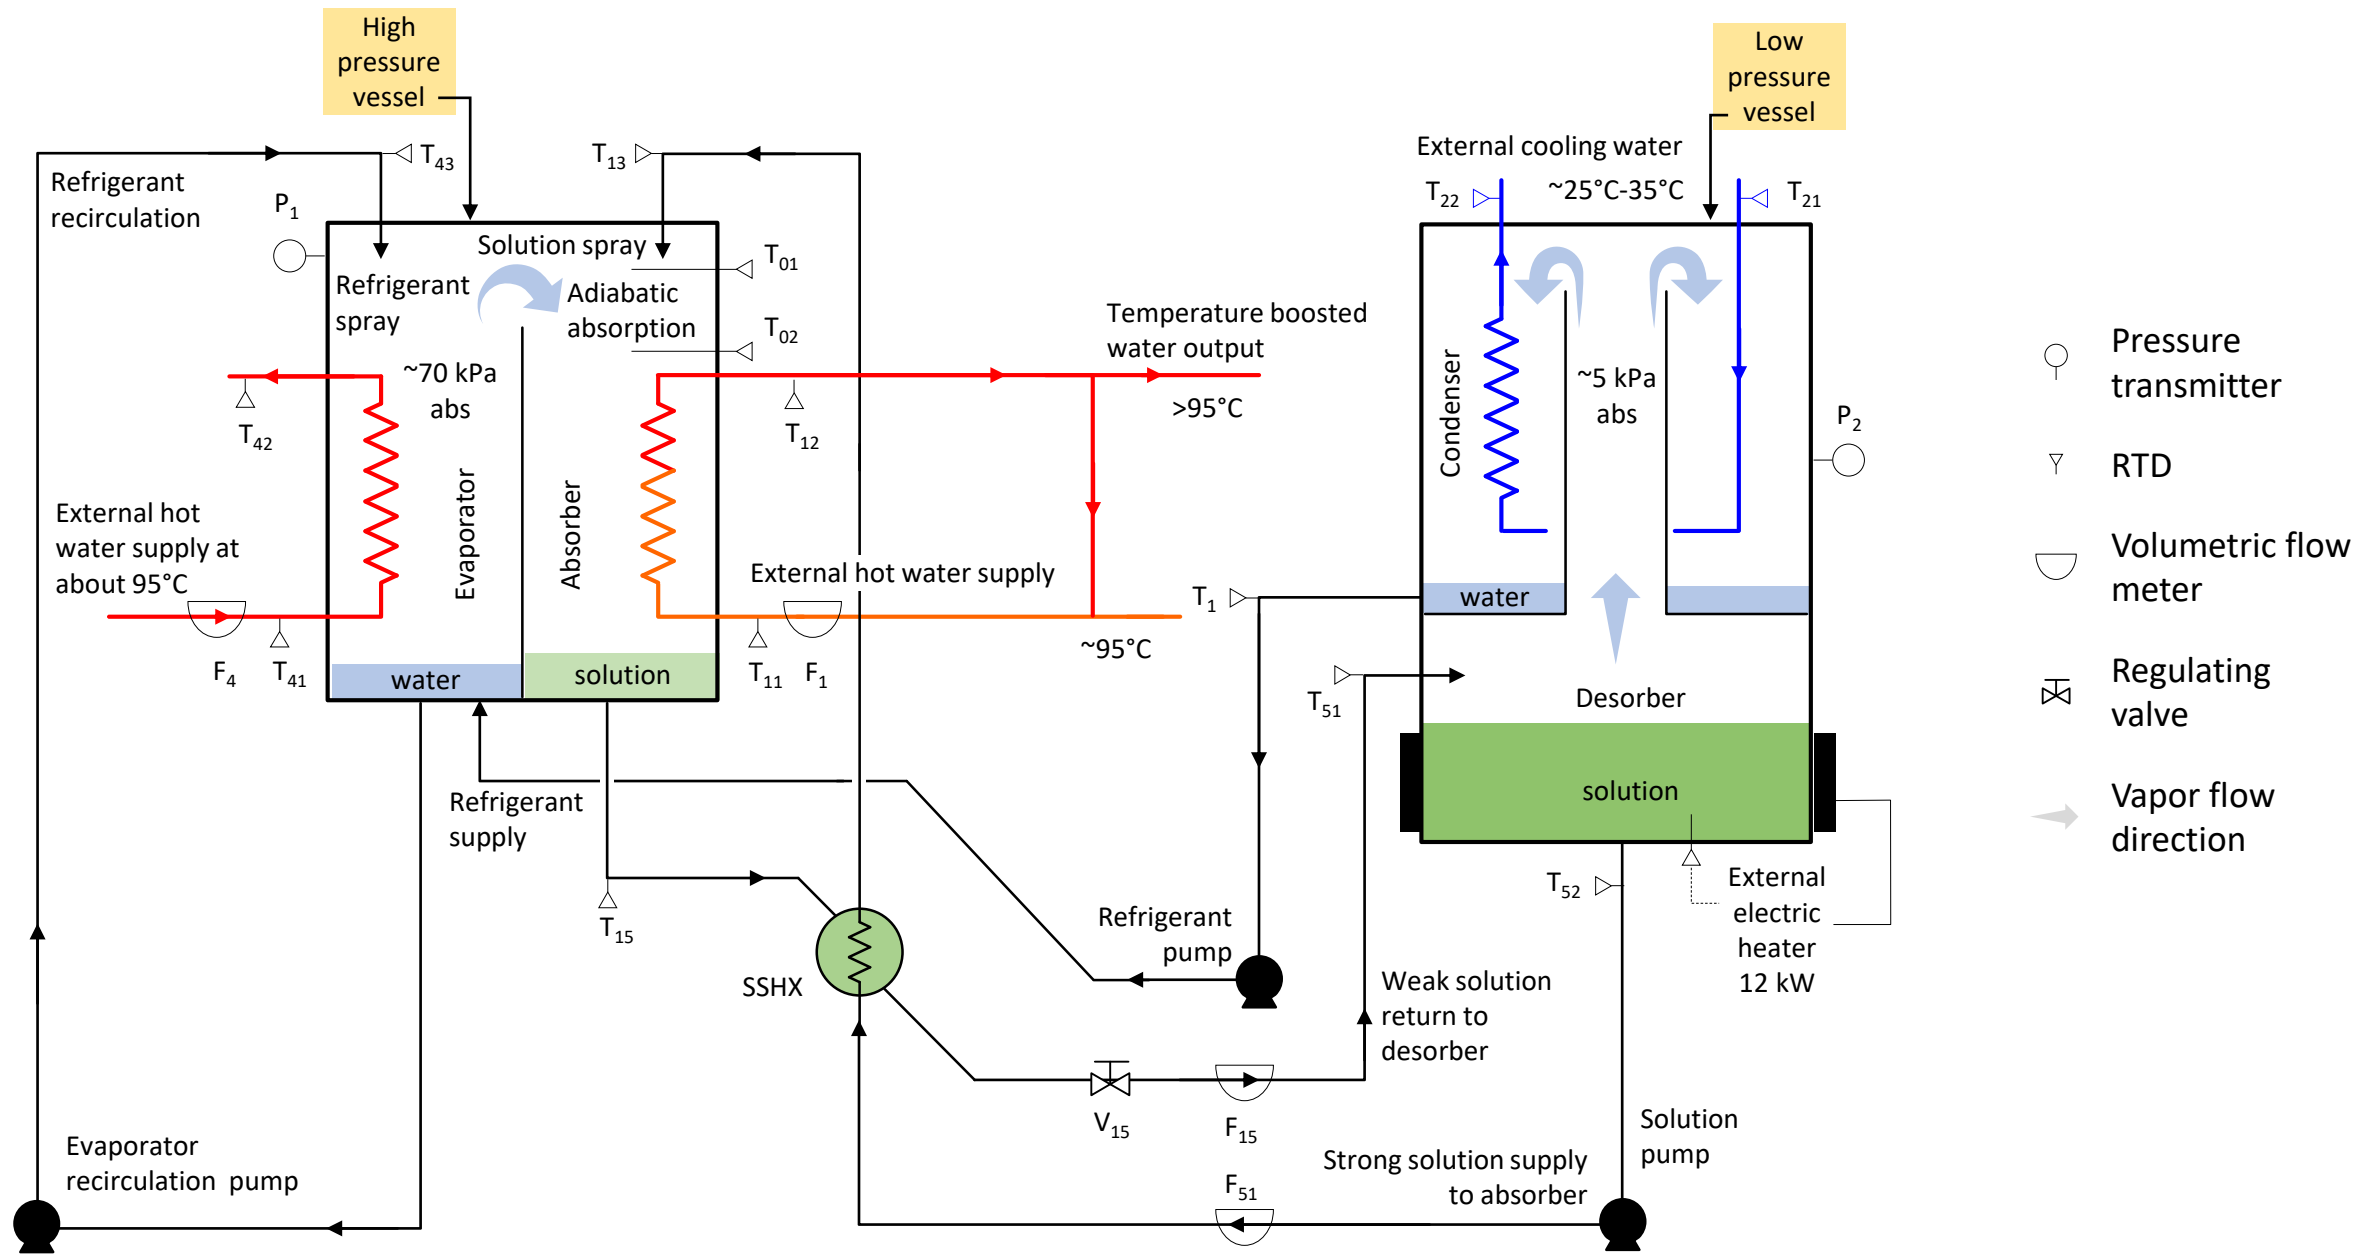 High
pressure
vessel
Low
pressure
vessel
T43
T13
External cooling water
~25°C-35°C
T22
T21
Refrigerant
recirculation
P1
Solution spray
T01
Refrigerant
spray
Adiabatic
absorption
T02
Temperature boosted
water output
>95°C
~70 kPa
abs
T42
T12
Evaporator
Absorber
Condenser
~5 kPa
abs
P2
External hot
water supply at
about 95°C
External hot water supply
~95°C
F4
T41
T11
F1
water
solution
T1
water
T51
Desorber
solution
Refrigerant
supply
T15
SSHX
Refrigerant
pump
T52
External
electric
heater
12 kW
Weak solution
return to
desorber
V15
F15
Solution
pump
Strong solution supply
to absorber
F51
Evaporator
recirculation pump
Pressure
transmitter
RTD
Volumetric flow
meter
Regulating
valve
Vapor flow
direction